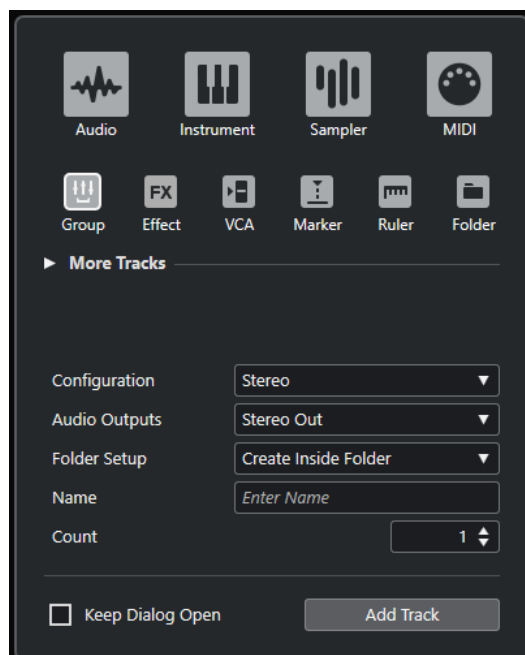 Audio Instrument Sampler MIDI
FX
Group Effect VCA Marker Ruler Folder
More Tracks
Configuration Stereo
Audio Outputs Stereo Out
Folder Setup Create Inside Folder
Name Enter Name
Count 1
Keep Dialog Open Add Track